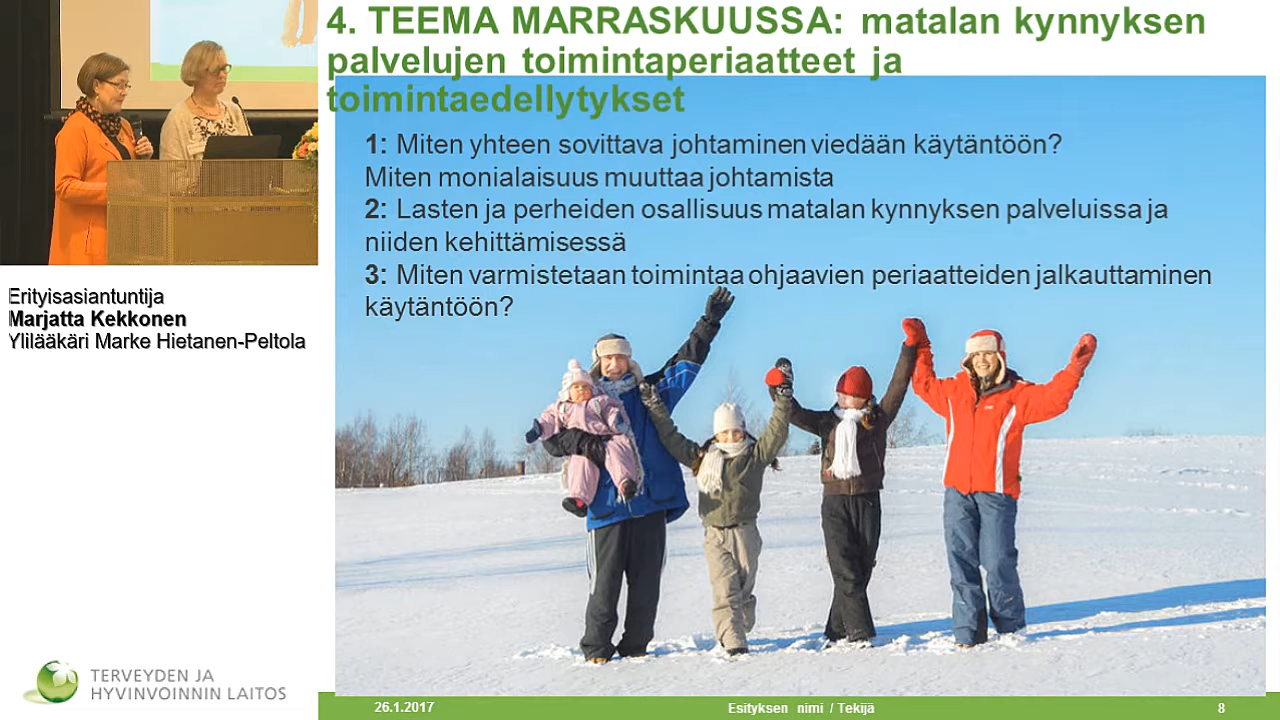 4. TEEMA MARRASKUUSSA: matalan kynnyksen
palvelujen toimintaperiaatteet ja
toimintaedellytykset
1: Miten yhteen sovittava johtaminen viedään käytäntöön?
Miten monialaisuus muuttaa johtamista
2: Lasten ja perheiden osallisuus matalan kynnyksen palveluissa ja
niiden kehittämisessä
3: Miten varmistetaan toimintaa ohjaavien periaatteiden jalkauttaminen
käytäntöön?
Erityisasiantuntija
Marjatta Kekkonen
Ylilääkäri Marke Hietanen-Peltola
TERVEYDEN JA
HYVINVOINNIN LAITOS
26.1.2017
Esityksen nimi / Tekijä
8